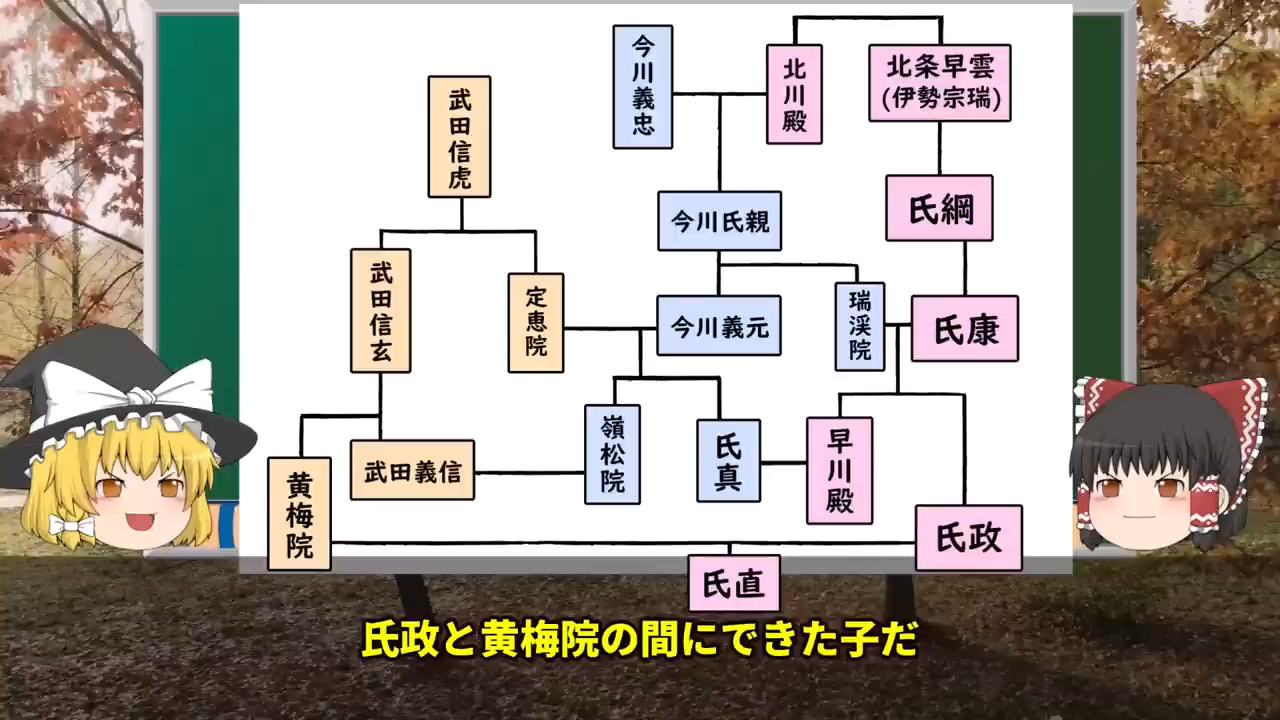 今川義忠
北川殿
北条早雲
(伊勢宗瑞)
武田信虎
氏綱
今川氏親
武田信玄
定恵院
今川義元
瑞渓院
氏康
嶺松院
氏真
早川殿
武田義信
黄梅院
氏政
氏直
氏政と黄梅院の間にできた子だ